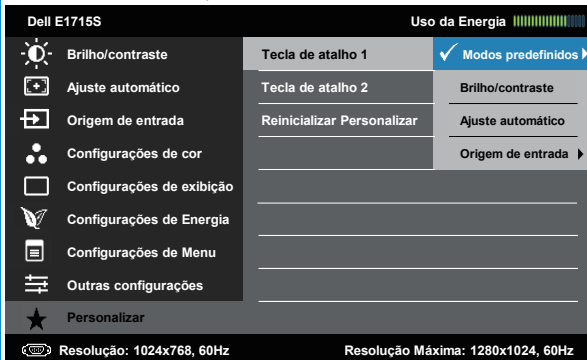 Dell E1715S Uso da Energia
Brilho/contraste Tecla de atalho 1 Modos predefinidos
Ajuste automático Tecla de atalho 2 Brilho/contraste
Origem de entrada Reinicializar Personalizar Ajuste automático
Configurações de cor Origem de entrada
Configurações de exibição
Configurações de Energia
Configurações de Menu
Outras configurações
Personalizar
Resolução: 1024x768, 60Hz Resolução Máxima: 1280x1024, 60Hz